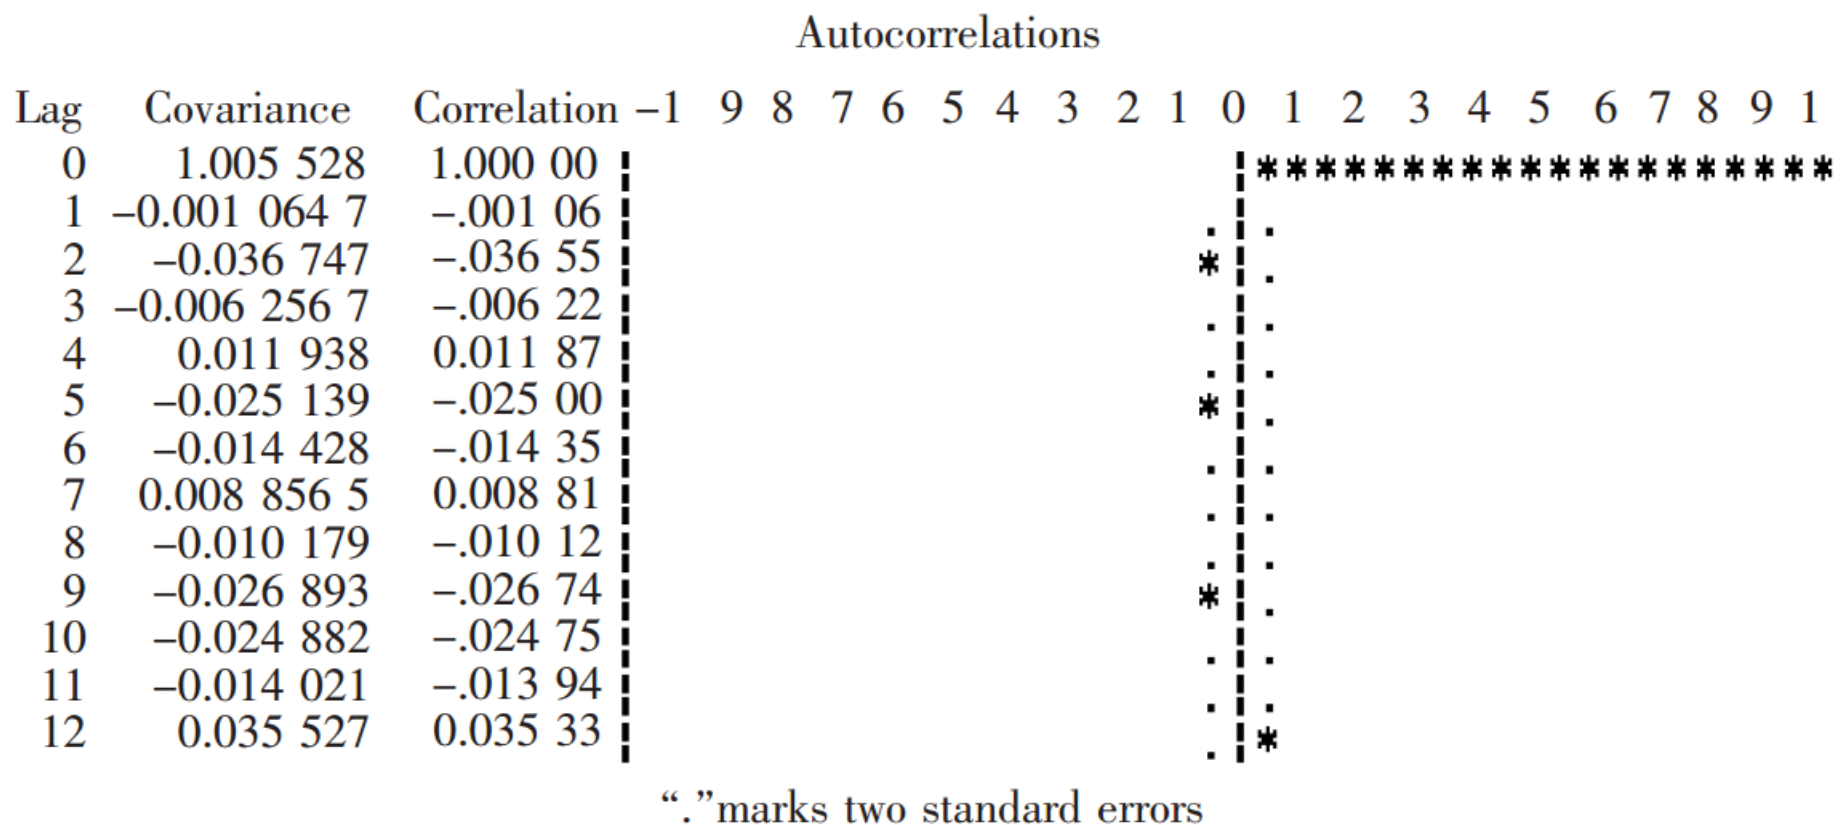 Autocorrelations
Lag Covariance Correlation –1 9 8 7 6 5 4 3 2 1 0 1 2 3 4 5 6 7 8 9 1
0 1.005 528 1.000 00 ********************
1 –0.001 064 7 –.001 06 . .
2 –0.036 747 –.036 55 * .
3 –0.006 256 7 –.006 22 . .
4 0.011 938 0.011 87 . .
5 –0.025 139 –.025 00 * .
6 –0.014 428 –.014 35 . .
7 0.008 856 5 0.008 81 . .
8 –0.010 179 –.010 12 . .
9 –0.026 893 –.026 74 * .
10 –0.024 882 –.024 75 . .
11 –0.014 021 –.013 94 . .
12 0.035 527 0.035 33 . *
“.”marks two standard errors